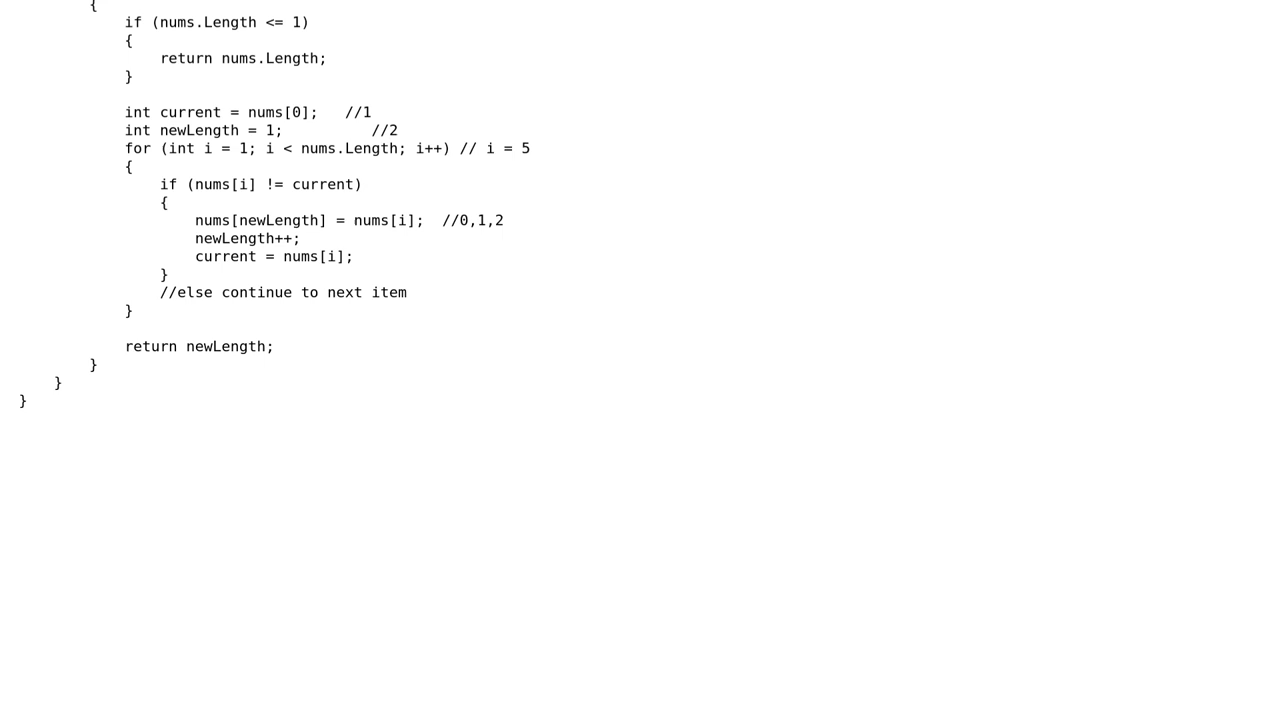 {
            if (nums.Length <= 1)
            {
                return nums.Length;
            }

            int current = nums[0];   //1
            int newLength = 1;          //2
            for (int i = 1; i < nums.Length; i++) // i = 5
            {
                if (nums[i] != current)
                {
                    nums[newLength] = nums[i];  //0,1,2
                    newLength++;
                    current = nums[i];
                }
                //else continue to next item
            }

            return newLength;
        }
    }
}